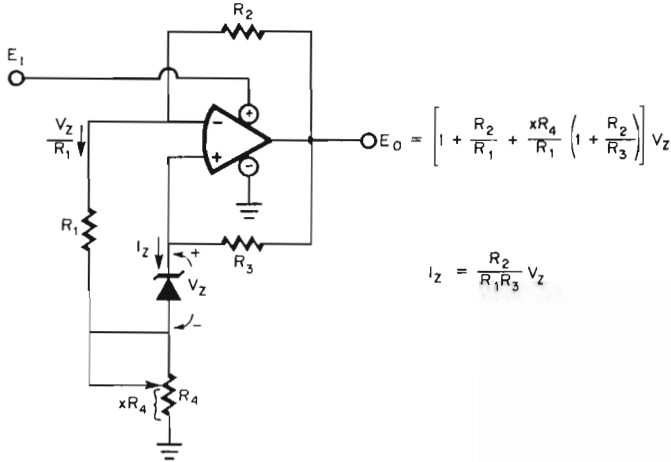 R2
E1
+
VZ/R1
−
+
−
E0 = [1 + R2/R1 + xR4/R1 (1 + R2/R3)] VZ
R1
IZ
+
R3
VZ
IZ = R2/R1R3 VZ
−
xR4
R4